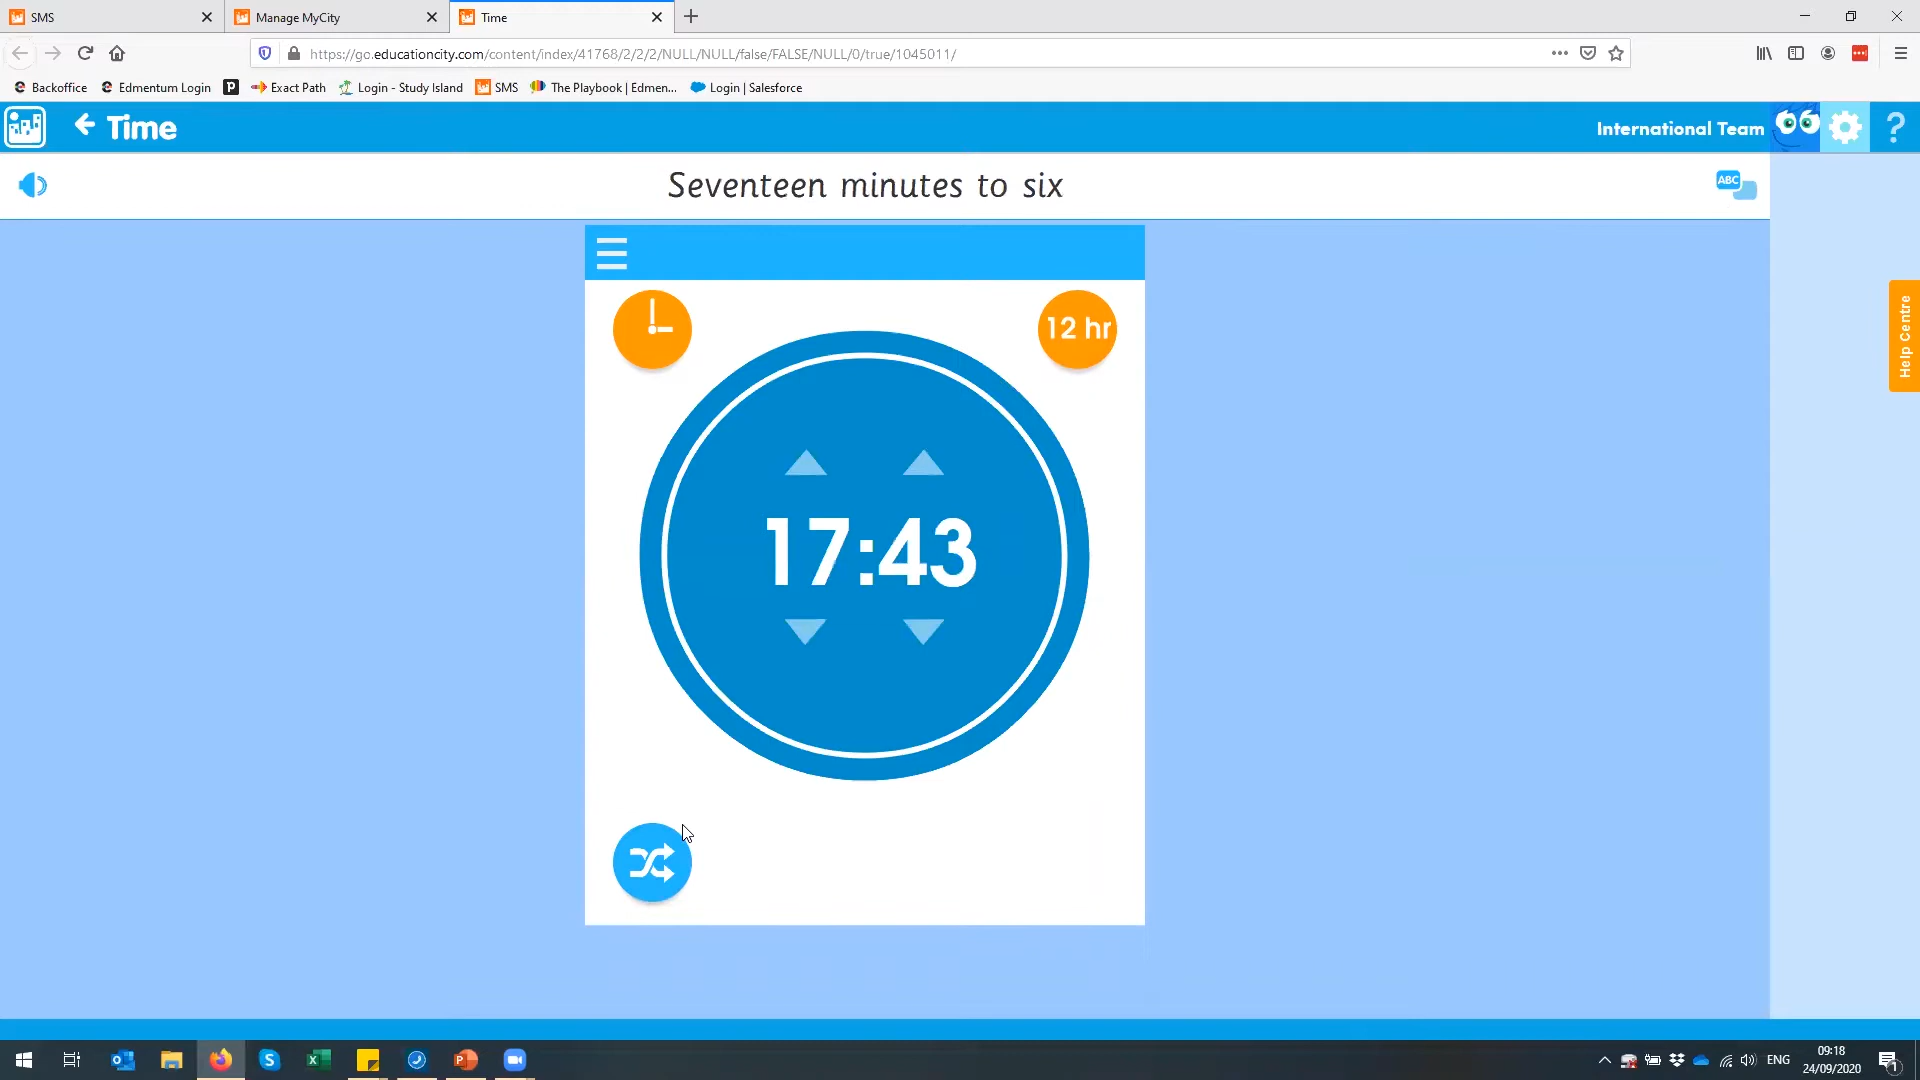 SMS
Manage MyCity
Time
https://go.educationcity.com/content/index/41768/2/2/2/NULL/NULL/false/FALSE/NULL/0/true/1045011/
Backoffice
Edmentum Login
Exact Path
Login - Study Island
SMS
The Playbook | Edmen...
Login | Salesforce
Time
International Team
?
Seventeen minutes to six
ABC
12 hr
Help Centre
17:43
ENG
09:18
24/09/2020
1